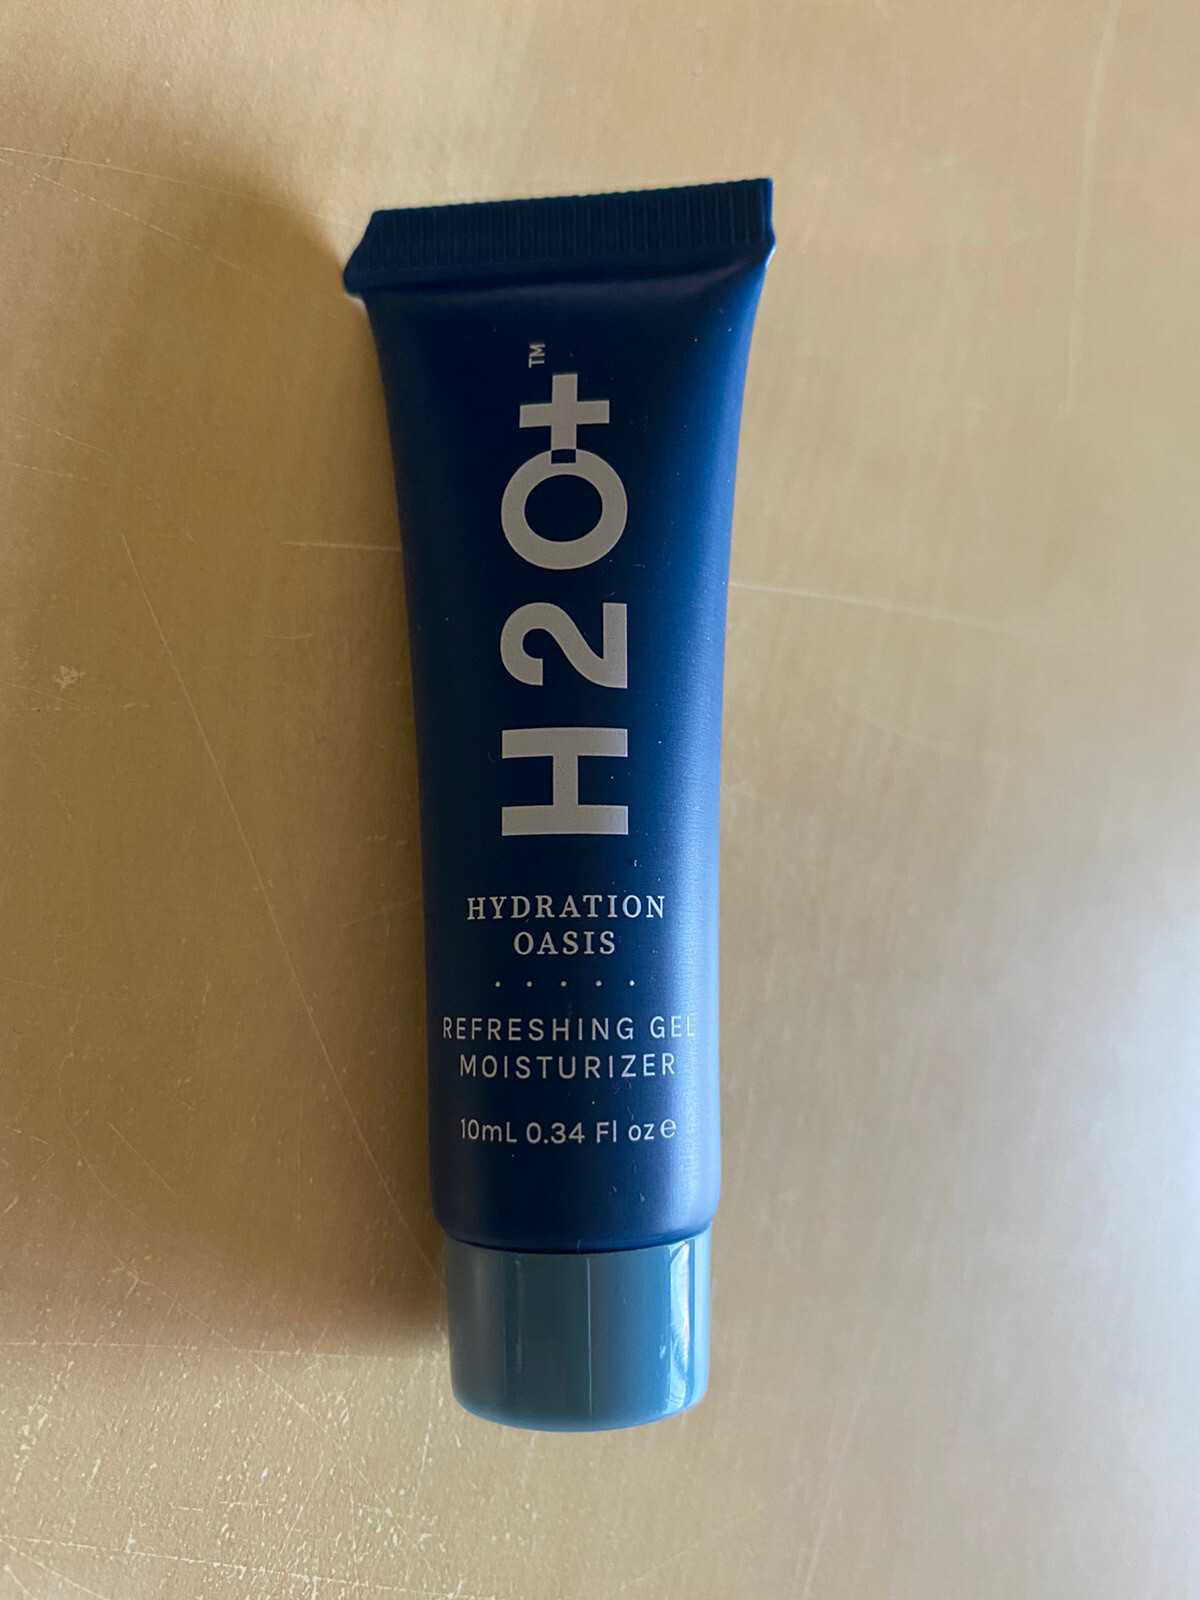 H2O+™
HYDRATION
OASIS
REFRESHING GEL
MOISTURIZER
10mL 0.34 Fl oz e